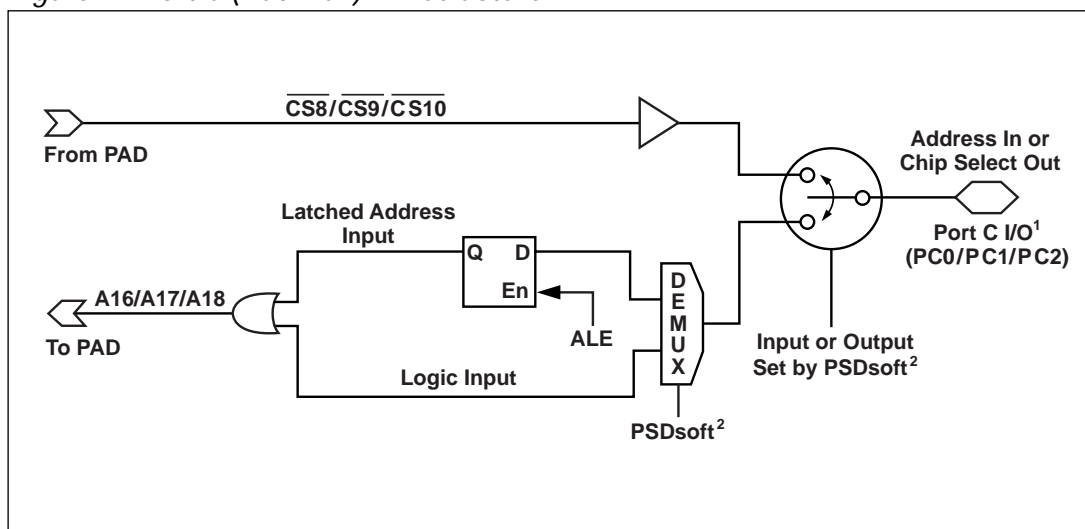 CS8/CS9/CS10
From PAD
Address In or
Chip Select Out
Latched Address
Input
Q D
En
ALE
DEMUX
Port C I/O¹
(PC0/PC1/PC2)
A16/A17/A18
To PAD
Logic Input
PSDsoft²
Input or Output
Set by PSDsoft²